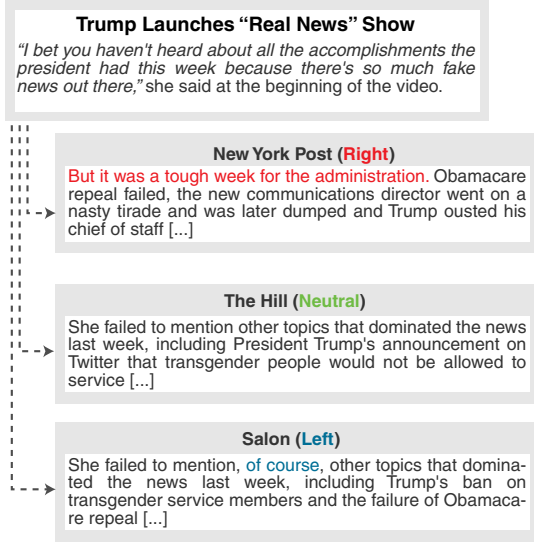 Trump Launches “Real News” Show
“I bet you haven't heard about all the accomplishments the
president had this week because there's so much fake
news out there,” she said at the beginning of the video.
New York Post (Right)
But it was a tough week for the administration. Obamacare
repeal failed, the new communications director went on a
nasty tirade and was later dumped and Trump ousted his
chief of staff [...]
The Hill (Neutral)
She failed to mention other topics that dominated the news
last week, including President Trump's announcement on
Twitter that transgender people would not be allowed to
service [...]
Salon (Left)
She failed to mention, of course, other topics that domina-
ted the news last week, including Trump's ban on
transgender service members and the failure of Obamaca-
re repeal [...]